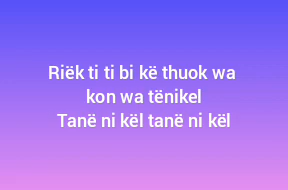 Riëk ti ti bi kë thuok wa
kon wa tënikel
Tanë ni kël tanë ni kël